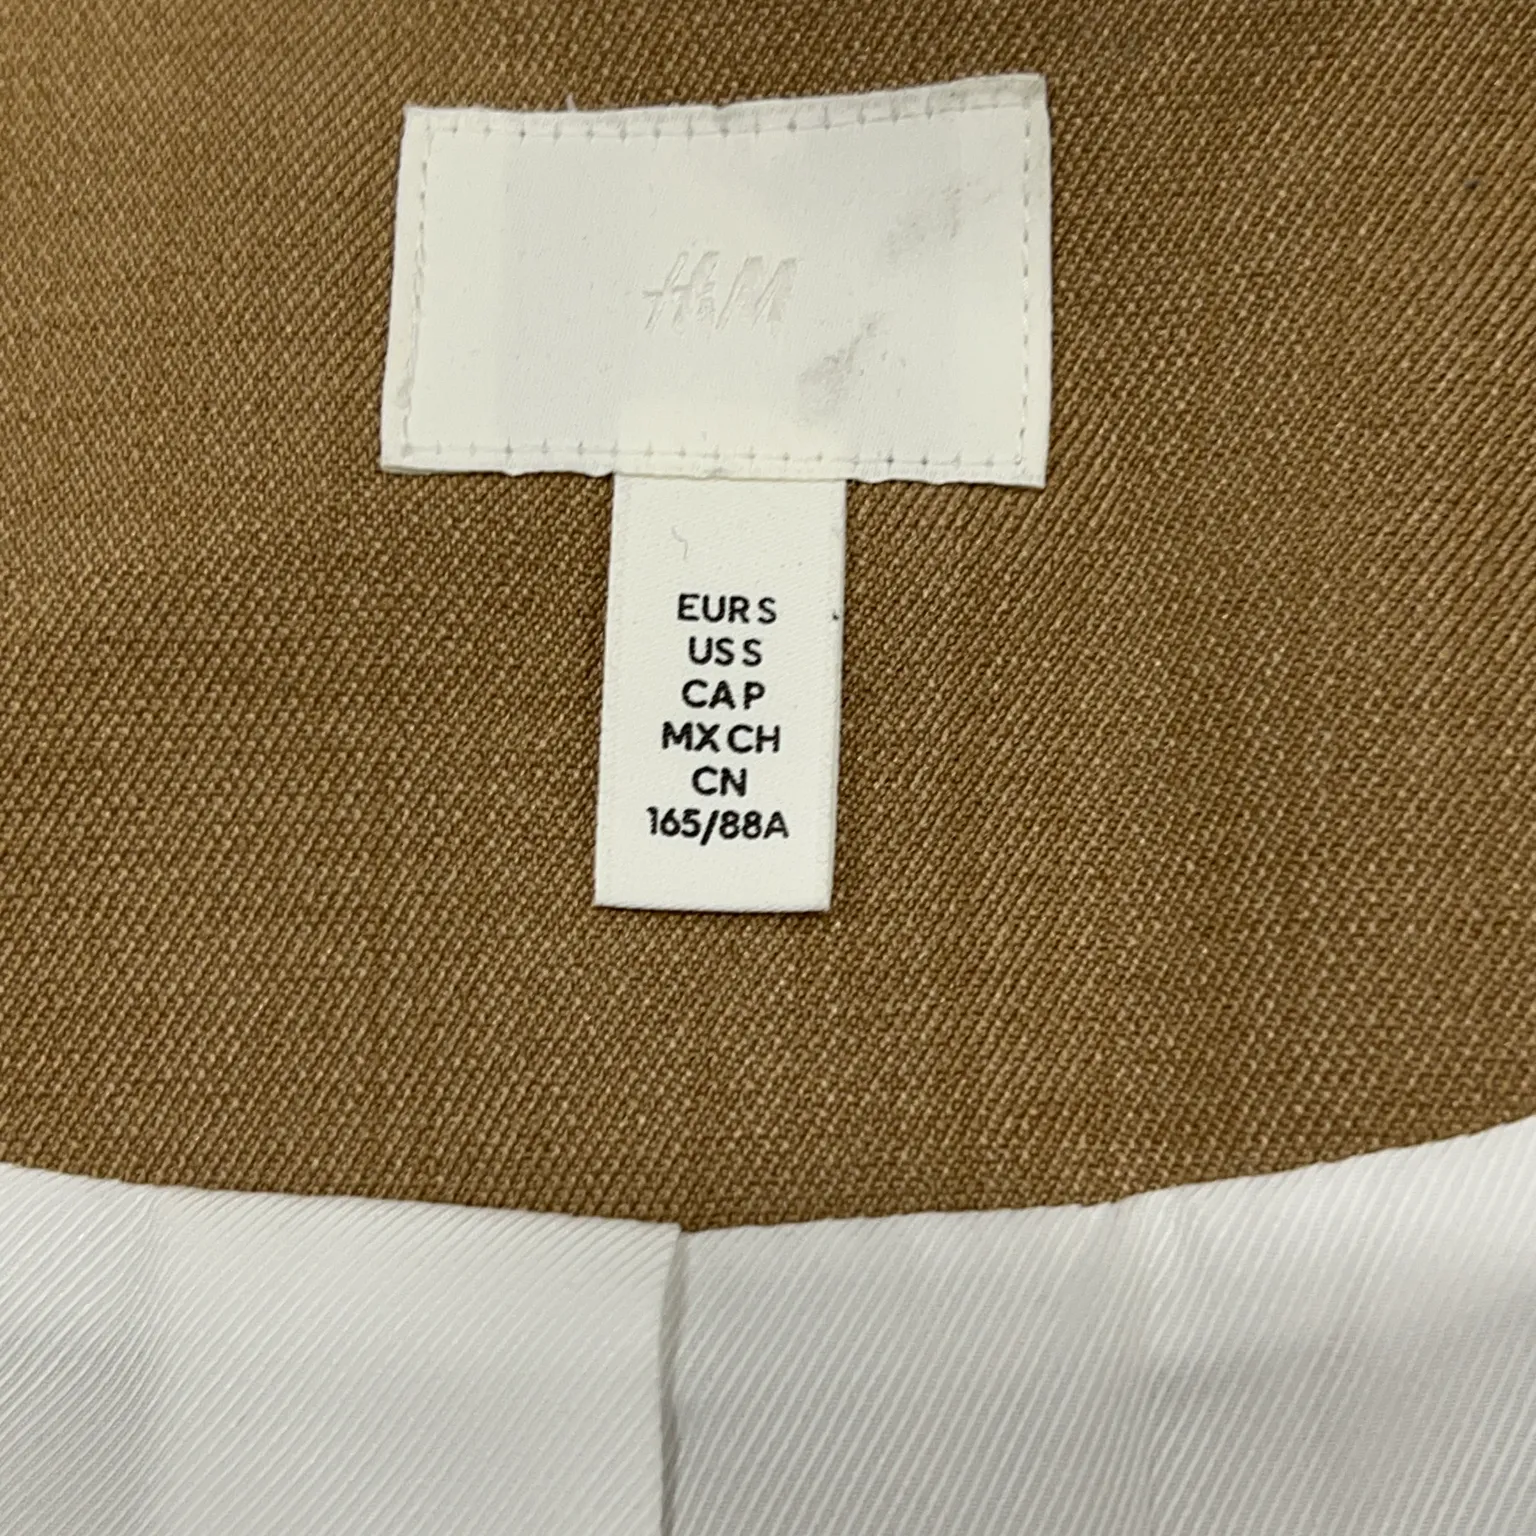 H&M
EUR S
US S
CA P
MX CH
CN
165/88A